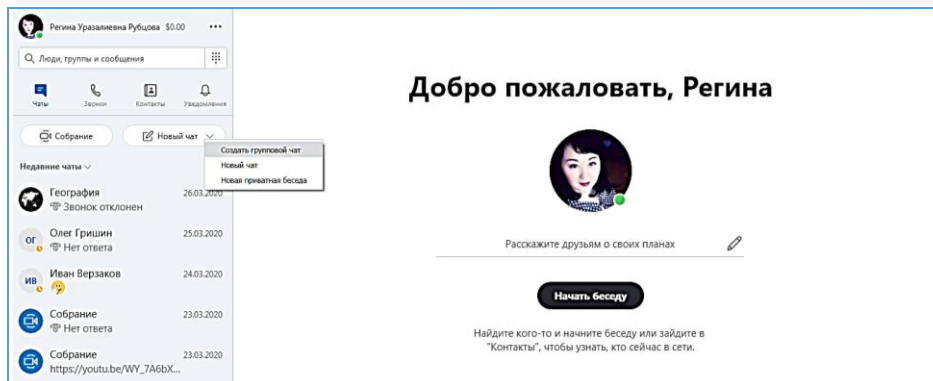 Регина Уразалиевна Рубцова $0.00
Люди, группы и сообщения
Чаты Звонки Контакты Уведомления
Собрание Новый чат
Создать групповой чат
Новый чат
Новая приватная беседа
Недавние чаты
География 26.03.2020
Звонок отклонен
ОГ Олег Гришин 25.03.2020
Нет ответа
ИВ Иван Верзаков 24.03.2020
Собрание 23.03.2020
Нет ответа
Собрание 23.03.2020
https://youtu.be/WY_7A6bX...
Добро пожаловать, Регина
Расскажите друзьям о своих планах
Начать беседу
Найдите кого-то и начните беседу или зайдите в
"Контакты", чтобы узнать, кто сейчас в сети.